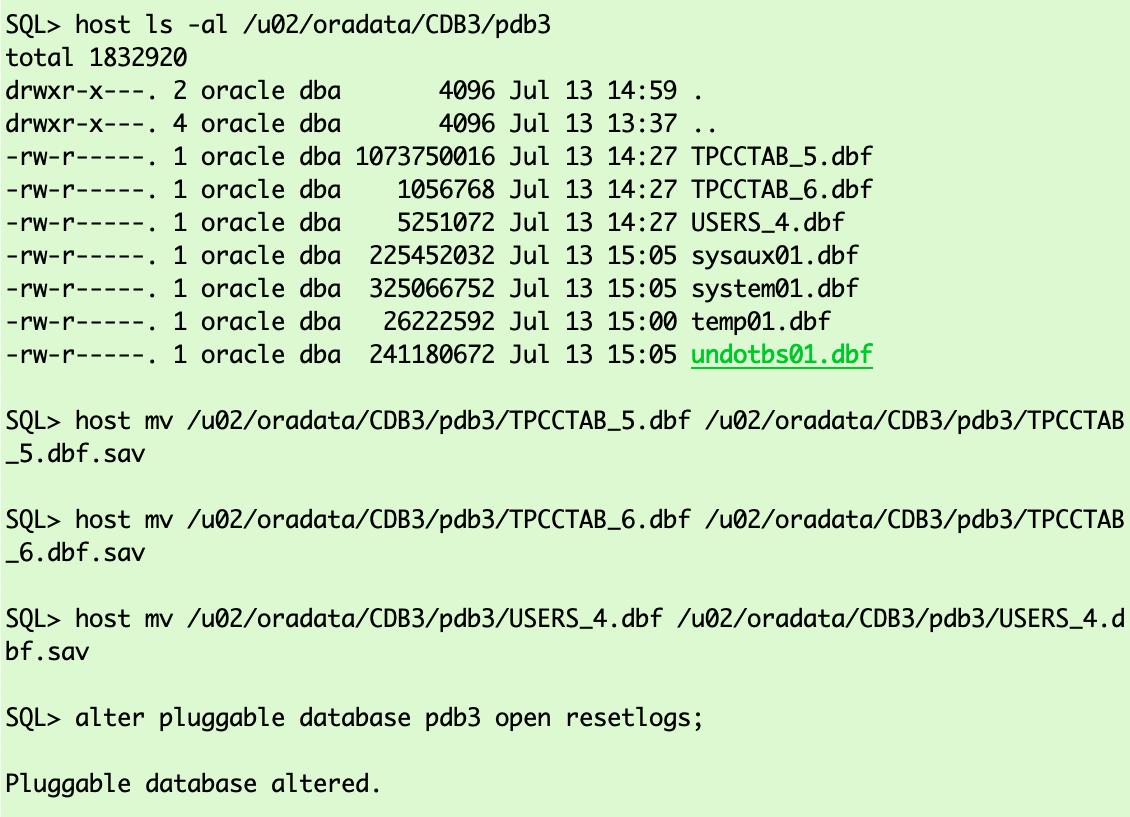 SQL> host ls -al /u02/oradata/CDB3/pdb3
total 1832920
drwxr-x---. 2 oracle dba       4096 Jul 13 14:59 .
drwxr-x---. 4 oracle dba       4096 Jul 13 13:37 ..
-rw-r-----. 1 oracle dba 1073750016 Jul 13 14:27 TPCCTAB_5.dbf
-rw-r-----. 1 oracle dba    1056768 Jul 13 14:27 TPCCTAB_6.dbf
-rw-r-----. 1 oracle dba    5251072 Jul 13 14:27 USERS_4.dbf
-rw-r-----. 1 oracle dba  225452032 Jul 13 15:05 sysaux01.dbf
-rw-r-----. 1 oracle dba  325066752 Jul 13 15:05 system01.dbf
-rw-r-----. 1 oracle dba   26222592 Jul 13 15:00 temp01.dbf
-rw-r-----. 1 oracle dba  241180672 Jul 13 15:05 undotbs01.dbf
SQL> host mv /u02/oradata/CDB3/pdb3/TPCCTAB_5.dbf /u02/oradata/CDB3/pdb3/TPCCTAB
_5.dbf.sav
SQL> host mv /u02/oradata/CDB3/pdb3/TPCCTAB_6.dbf /u02/oradata/CDB3/pdb3/TPCCTAB
_6.dbf.sav
SQL> host mv /u02/oradata/CDB3/pdb3/USERS_4.dbf /u02/oradata/CDB3/pdb3/USERS_4.d
bf.sav
SQL> alter pluggable database pdb3 open resetlogs;
Pluggable database altered.